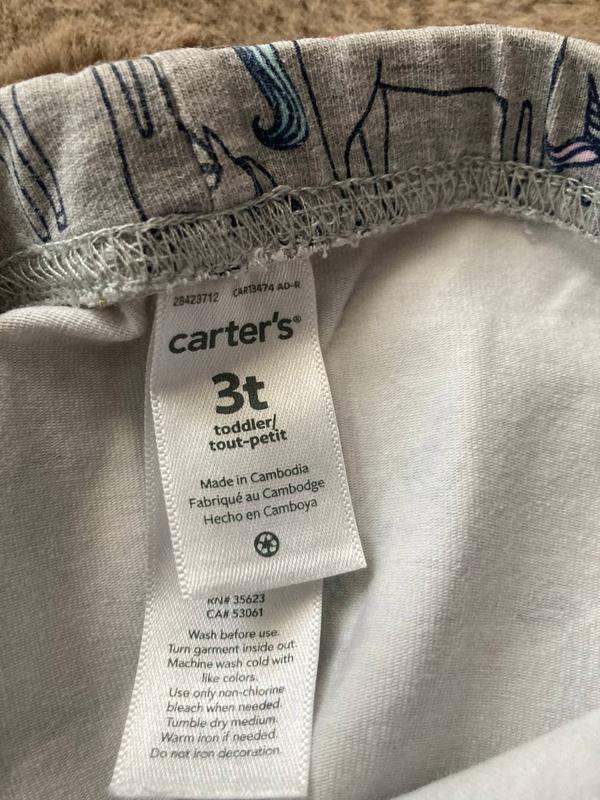 28423712 CAR13474 AD-R
carter's®
3t
toddler/
tout-petit
Made in Cambodia
Fabriqué au Cambodge
Hecho en Camboya
RN# 35623
CA# 53061
Wash before use.
Turn garment inside out.
Machine wash cold with
like colors.
Use only non-chlorine
bleach when needed.
Tumble dry medium.
Warm iron if needed.
Do not iron decoration.